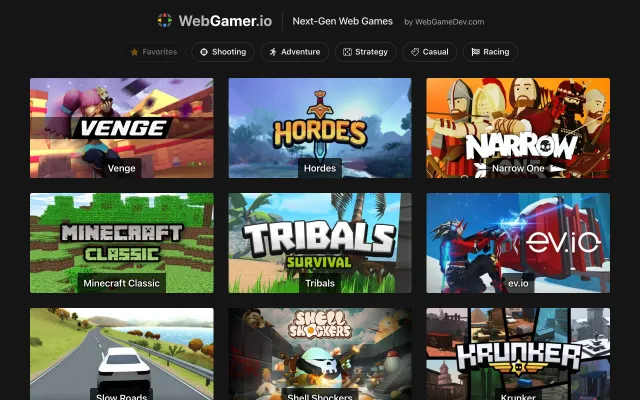 WebGamer.io
Next-Gen Web Games
by WebGameDev.com
Favorites
Shooting
Adventure
Strategy
Casual
Racing
VENGE
Venge
HORDES
Hordes
NARROW
ONE
Narrow One
MINECRAFT
CLASSIC
Minecraft Classic
TRIBALS
SURVIVAL
Tribals
ev.io
ev.io
Slow Roads
SHELL
SHOCKERS
Shell Shockers
KRUNKER
Krunker